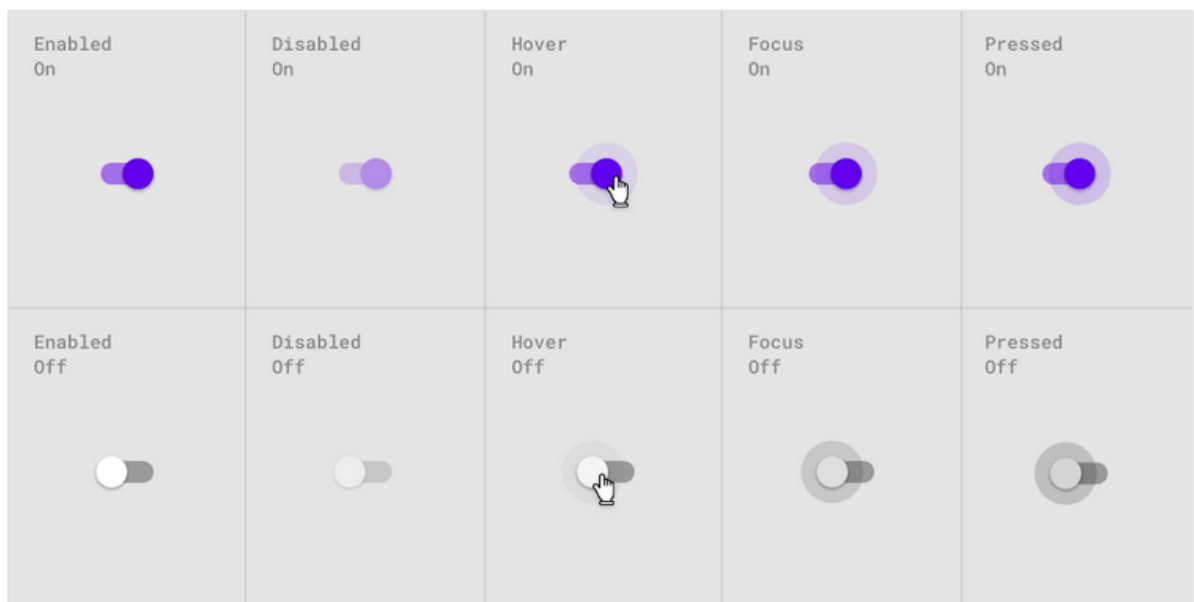 Enabled
On
Disabled
On
Hover
On
Focus
On
Pressed
On
Enabled
Off
Disabled
Off
Hover
Off
Focus
Off
Pressed
Off